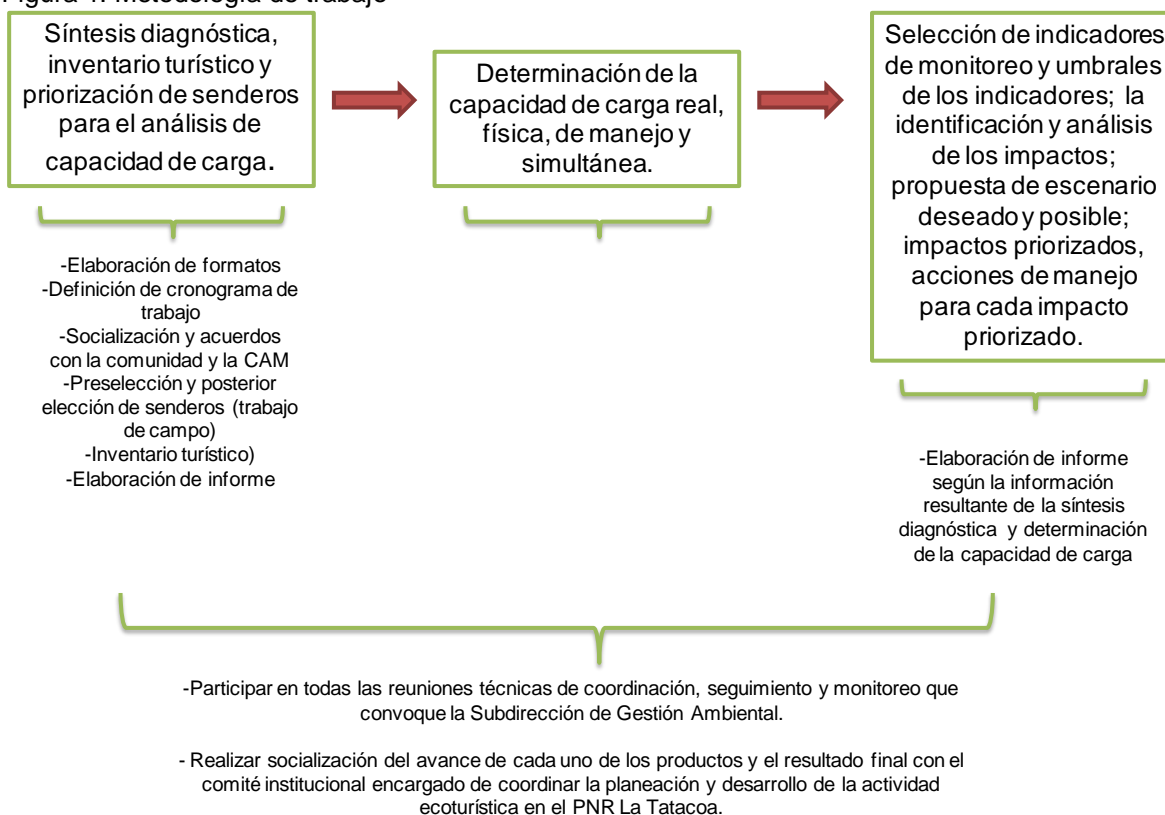 Figura 1. Metodología de trabajo
Síntesis diagnóstica,
inventario turístico y
priorización de senderos
para el análisis de
capacidad de carga.
Determinación de la
capacidad de carga real,
física, de manejo y
simultánea.
Selección de indicadores
de monitoreo y umbrales
de los indicadores; la
identificación y análisis
de los impactos;
propuesta de escenario
deseado y posible;
impactos priorizados,
acciones de manejo
para cada impacto
priorizado.
-Elaboración de formatos
-Definición de cronograma de
trabajo
-Socialización y acuerdos
con la comunidad y la CAM
-Preselección y posterior
elección de senderos (trabajo
de campo)
-Inventario turístico)
-Elaboración de informe
-Elaboración de informe
según la información
resultante de la síntesis
diagnóstica y determinación
de la capacidad de carga
-Participar en todas las reuniones técnicas de coordinación, seguimiento y monitoreo que
convoque la Subdirección de Gestión Ambiental.
- Realizar socialización del avance de cada uno de los productos y el resultado final con el
comité institucional encargado de coordinar la planeación y desarrollo de la actividad
ecoturística en el PNR La Tatacoa.